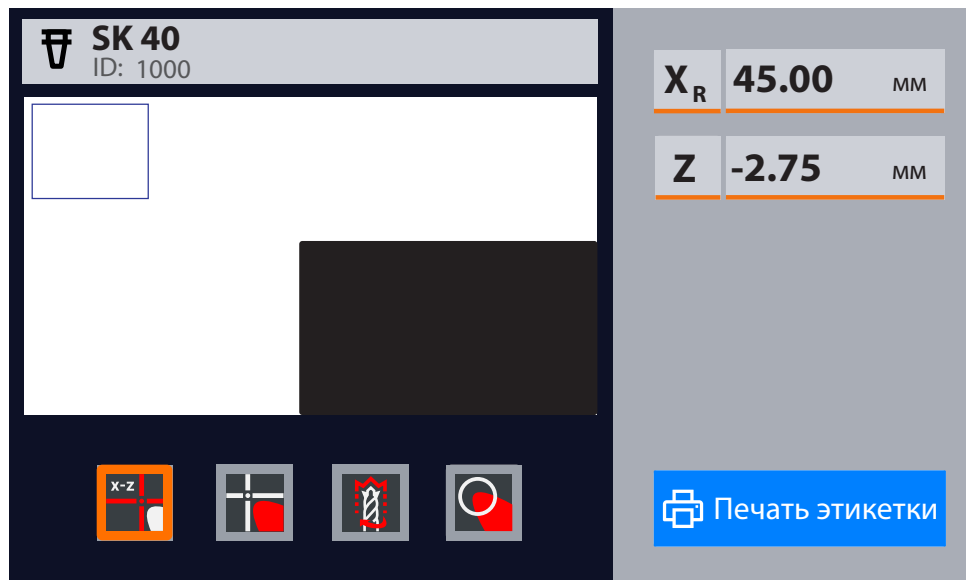 SK 40
ID: 1000
X R 45.00 мм
Z -2.75 мм
x-z
Печать этикетки